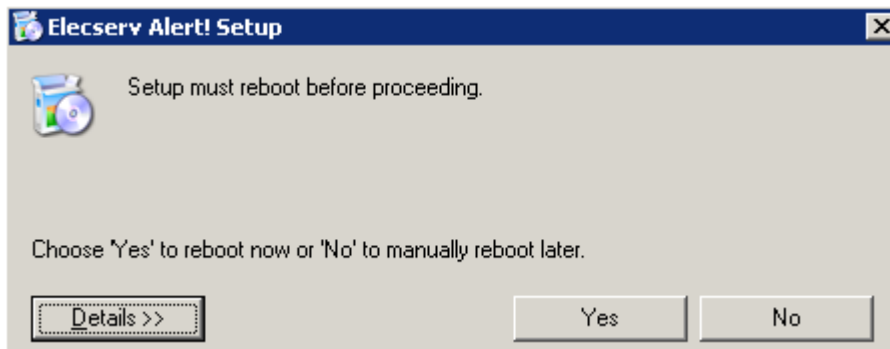 Elecserv Alert! Setup
Setup must reboot before proceeding.
Choose 'Yes' to reboot now or 'No' to manually reboot later.
Details >>
Yes
No